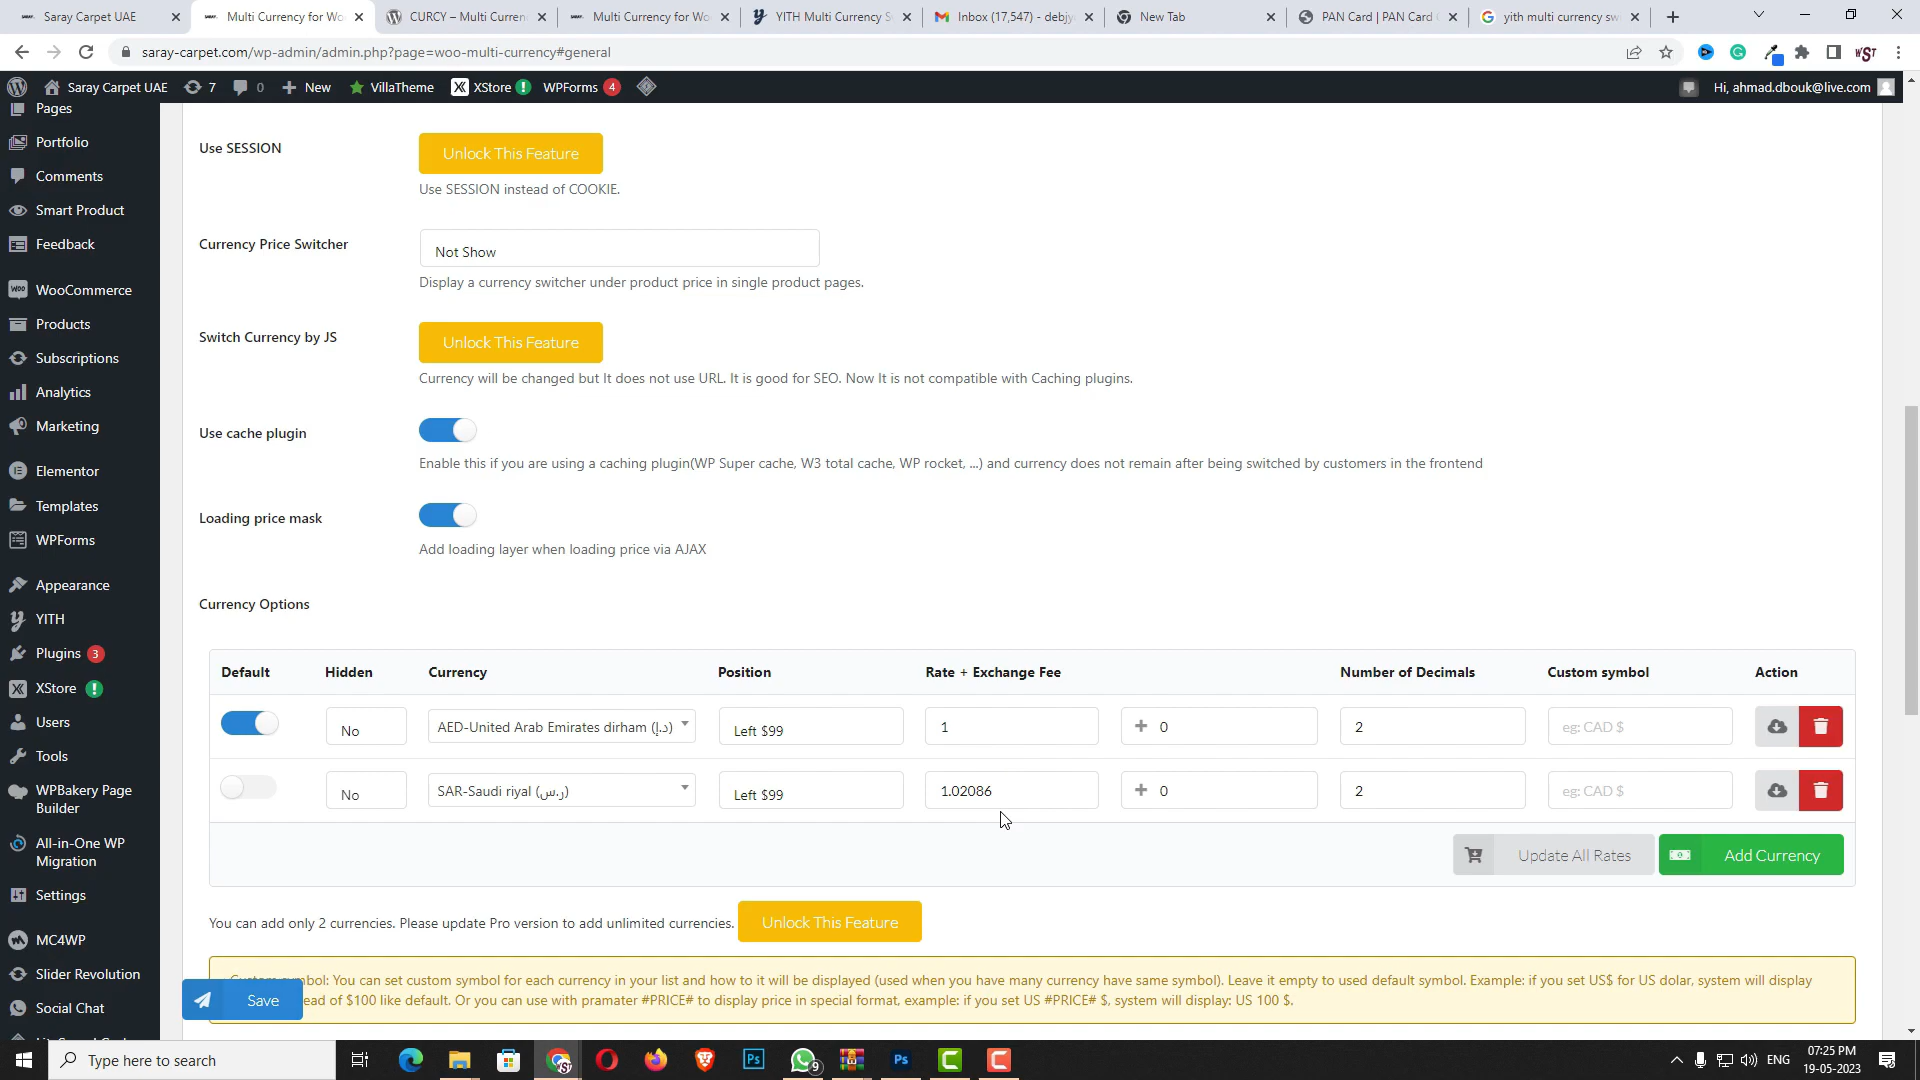 Saray Carpet UAE
Multi Currency for Wo
CURCY – Multi Curren
Multi Currency for Wo
YITH Multi Currency S
Inbox (17,547) - debjy
New Tab
PAN Card | PAN Card
yith multi currency sw
saray-carpet.com/wp-admin/admin.php?page=woo-multi-currency#general
Saray Carpet UAE
7
0
New
VillaTheme
XStore
WPForms 4
Hi, ahmad.dbouk@live.com
Pages
Portfolio
Comments
Smart Product
Feedback
WooCommerce
Products
Subscriptions
Analytics
Marketing
Elementor
Templates
WPForms
Appearance
YITH
Plugins 3
XStore !
Users
Tools
WPBakery Page
Builder
All-in-One WP
Migration
Settings
MC4WP
Slider Revolution
Social Chat
Use SESSION
Unlock This Feature
Use SESSION instead of COOKIE.
Currency Price Switcher
Not Show
Display a currency switcher under product price in single product pages.
Switch Currency by JS
Unlock This Feature
Currency will be changed but It does not use URL. It is good for SEO. Now It is not compatible with Caching plugins.
Use cache plugin
Enable this if you are using a caching plugin(WP Super cache, W3 total cache, WP rocket, ...) and currency does not remain after being switched by customers in the frontend
Loading price mask
Add loading layer when loading price via AJAX
Currency Options
Default Hidden Currency Position Rate + Exchange Fee Number of Decimals Custom symbol Action
No AED-United Arab Emirates dirham (د.إ) Left $99 1 + 0 2 eg: CAD $
No SAR-Saudi riyal (ر.س) Left $99 1.02086 + 0 2 eg: CAD $
Update All Rates
Add Currency
You can add only 2 currencies. Please update Pro version to add unlimited currencies.
Unlock This Feature
Custom symbol: You can set custom symbol for each currency in your list and how to it will be displayed (used when you have many currency have same symbol). Leave it empty to used default symbol. Example: if you set US$ for US dolar, system will display
ead of $100 like default. Or you can use with pramater #PRICE# to display price in special format, example: if you set US #PRICE# $, system will display: US 100 $.
Save
Type here to search
9
ENG
07:25 PM
19-05-2023